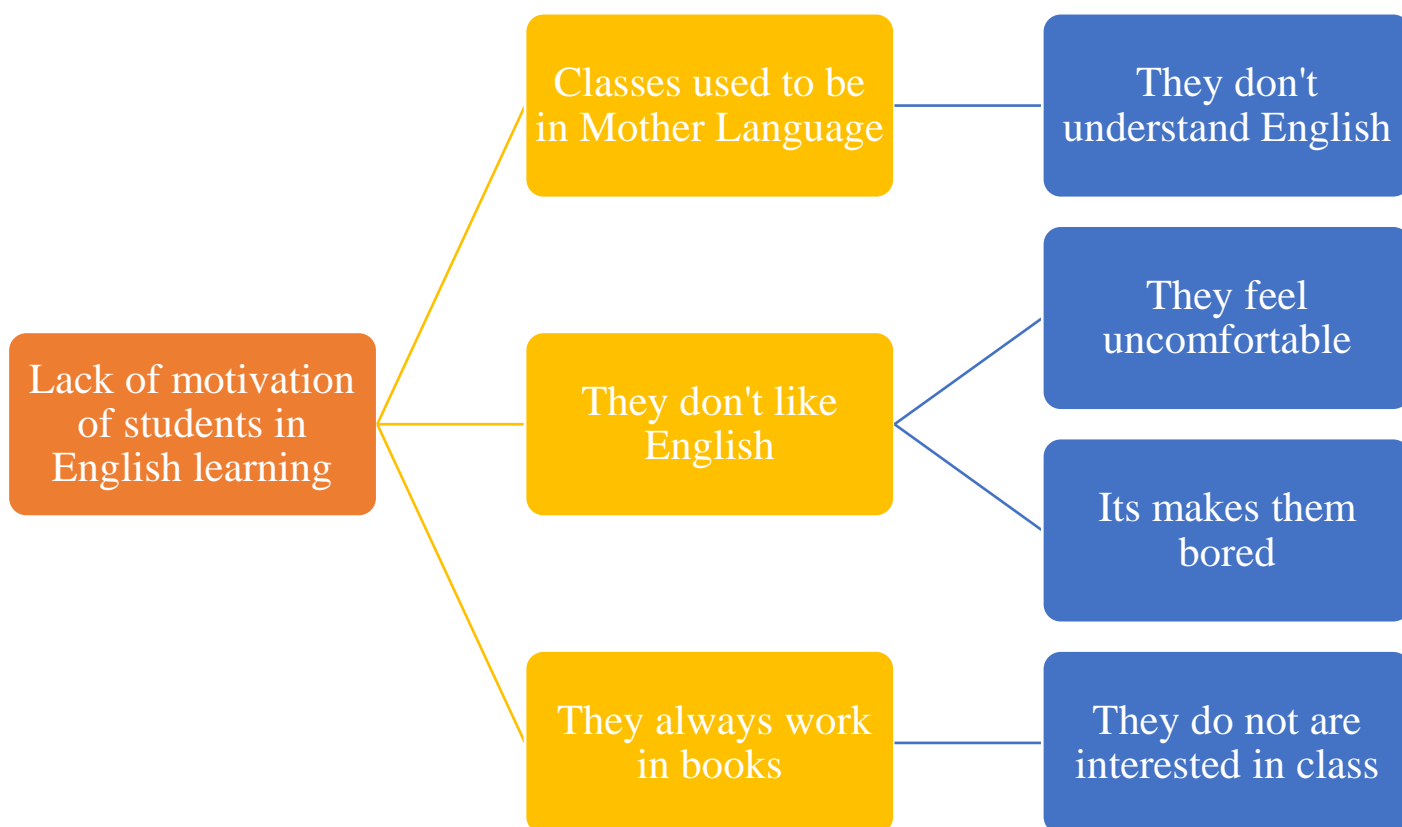 Classes used to be
in Mother Language
They don't
understand English
They feel
uncomfortable
Lack of motivation
of students in
English learning
They don't like
English
Its makes them
bored
They always work
in books
They do not are
interested in class